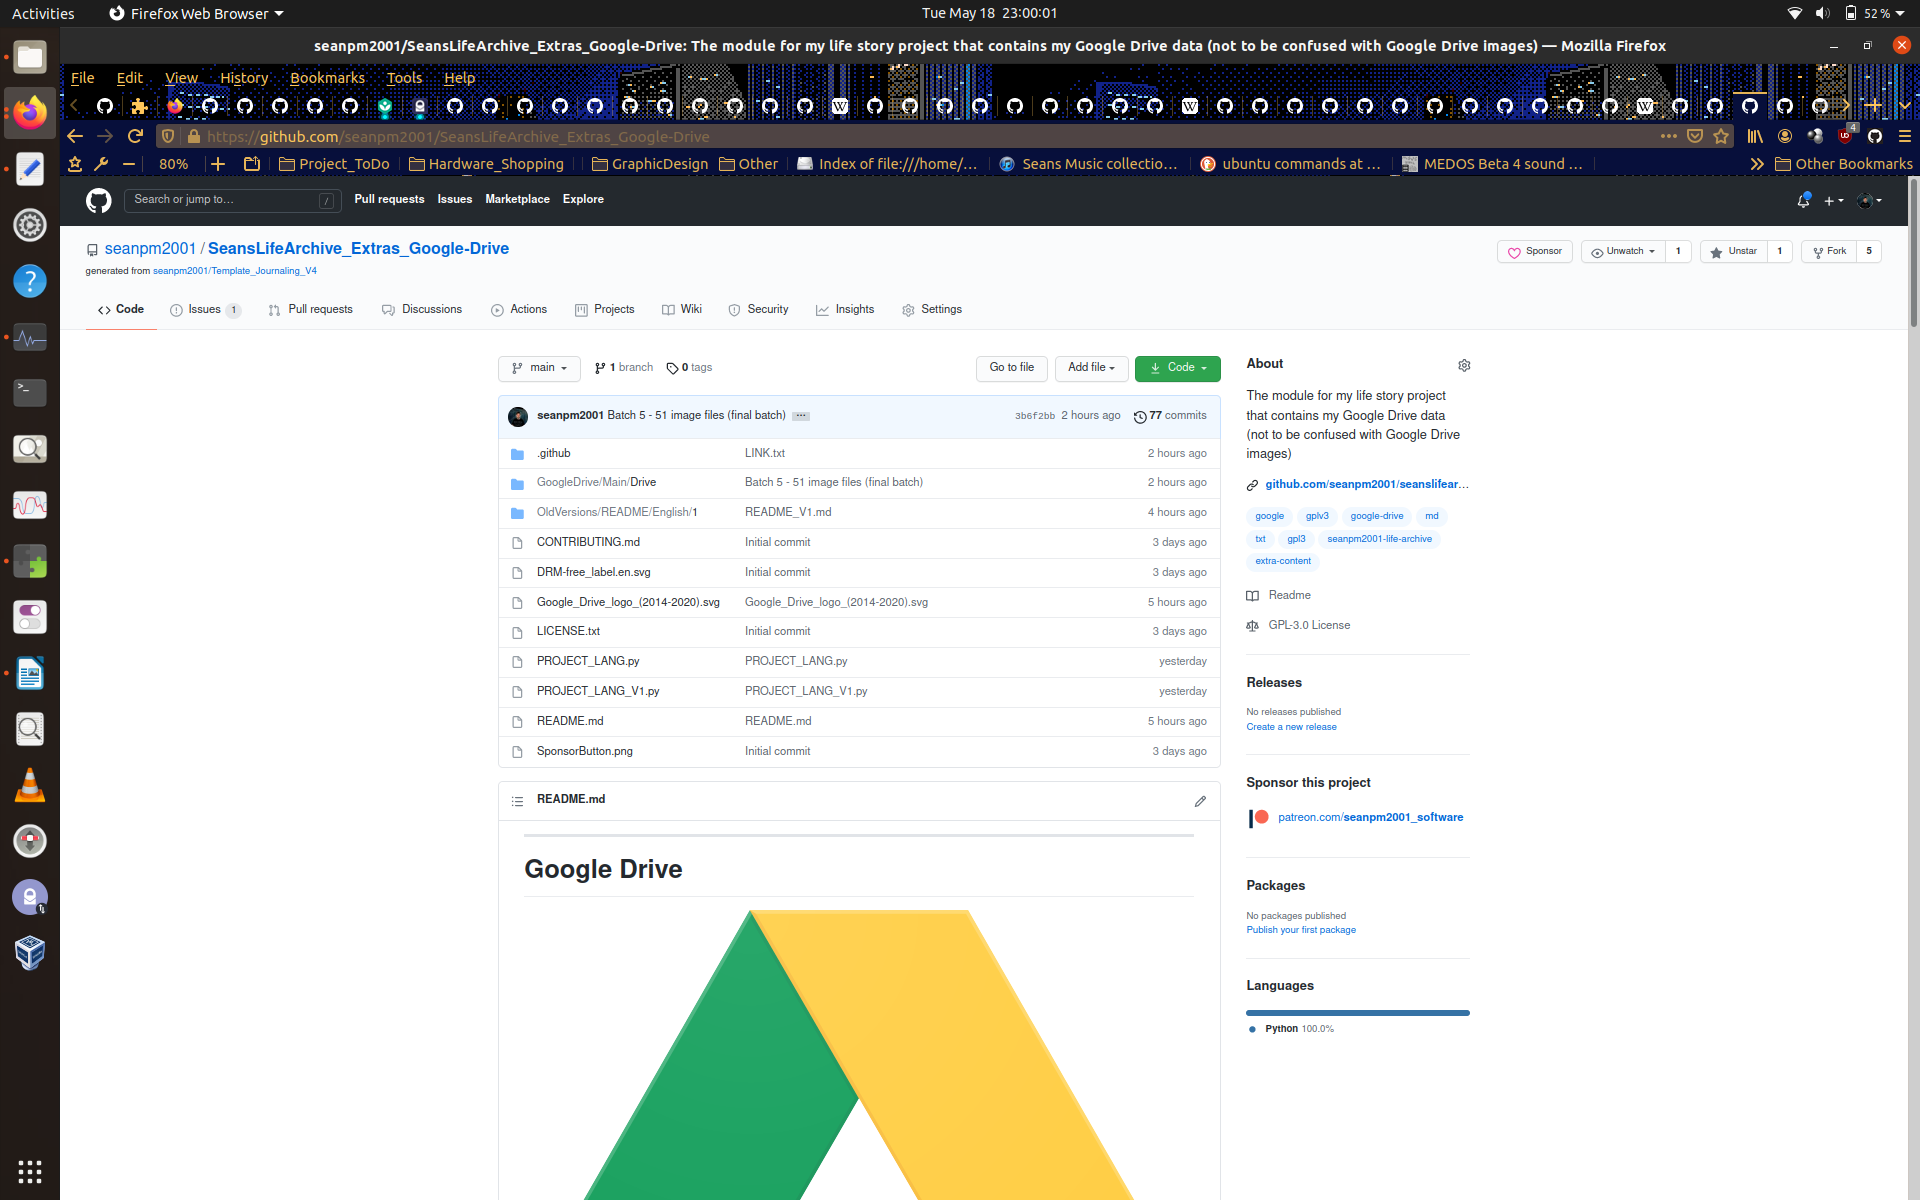 Activities
Firefox Web Browser
Tue May 18 23:00:01
52 %
seanpm2001/SeansLifeArchive_Extras_Google-Drive: The module for my life story project that contains my Google Drive data (not to be confused with Google Drive images) — Mozilla Firefox
File Edit View History Bookmarks Tools Help
https://github.com/seanpm2001/SeansLifeArchive_Extras_Google-Drive
4
80%
Project_ToDo
Hardware_Shopping
GraphicDesign
Other
Index of file:///home/...
Seans Music collectio...
ubuntu commands at ...
MEDOS Beta 4 sound ...
Other Bookmarks
Search or jump to...
/
Pull requests Issues Marketplace Explore
seanpm2001 / SeansLifeArchive_Extras_Google-Drive
generated from seanpm2001/Template_Journaling_V4
Sponsor
Unwatch 1
Unstar 1
Fork 5
Code
Issues 1
Pull requests
Discussions
Actions
Projects
Wiki
Security
Insights
Settings
main
1 branch
0 tags
Go to file
Add file
Code
seanpm2001 Batch 5 - 51 image files (final batch) ... 3b6f2bb 2 hours ago 77 commits
.github LINK.txt 2 hours ago
GoogleDrive/Main/Drive Batch 5 - 51 image files (final batch) 2 hours ago
OldVersions/README/English/1 README_V1.md 4 hours ago
CONTRIBUTING.md Initial commit 3 days ago
DRM-free_label.en.svg Initial commit 3 days ago
Google_Drive_logo_(2014-2020).svg Google_Drive_logo_(2014-2020).svg 5 hours ago
LICENSE.txt Initial commit 3 days ago
PROJECT_LANG.py PROJECT_LANG.py yesterday
PROJECT_LANG_V1.py PROJECT_LANG_V1.py yesterday
README.md README.md 5 hours ago
SponsorButton.png Initial commit 3 days ago
README.md
Google Drive
About
The module for my life story project
that contains my Google Drive data
(not to be confused with Google Drive
images)
github.com/seanpm2001/seanslifear...
google gplv3 google-drive md
txt gpl3 seanpm2001-life-archive
extra-content
Readme
GPL-3.0 License
Releases
No releases published
Create a new release
Sponsor this project
patreon.com/seanpm2001_software
Packages
No packages published
Publish your first package
Languages
Python 100.0%